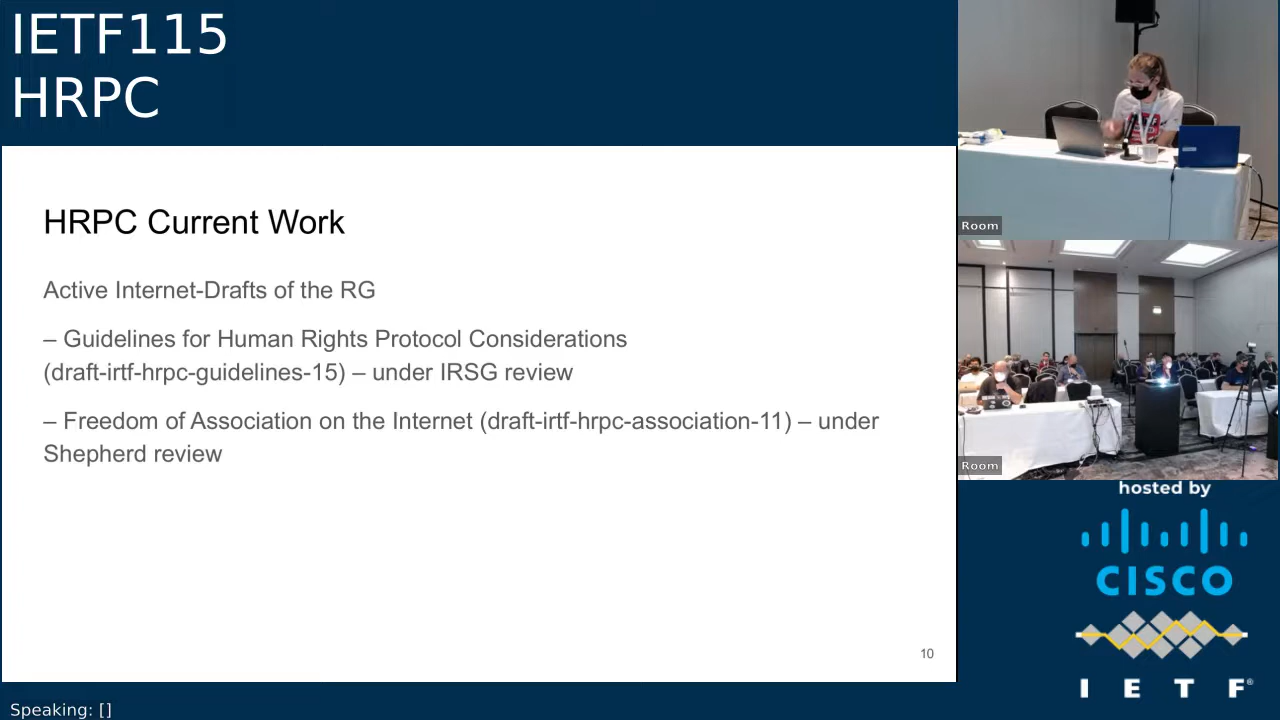 IETF115
HRPC
HRPC Current Work
Active Internet-Drafts of the RG
– Guidelines for Human Rights Protocol Considerations
(draft-irtf-hrpc-guidelines-15) – under IRSG review
– Freedom of Association on the Internet (draft-irtf-hrpc-association-11) – under
Shepherd review
10
Room
Room
hosted by
CISCO
I E T F®
Speaking: []